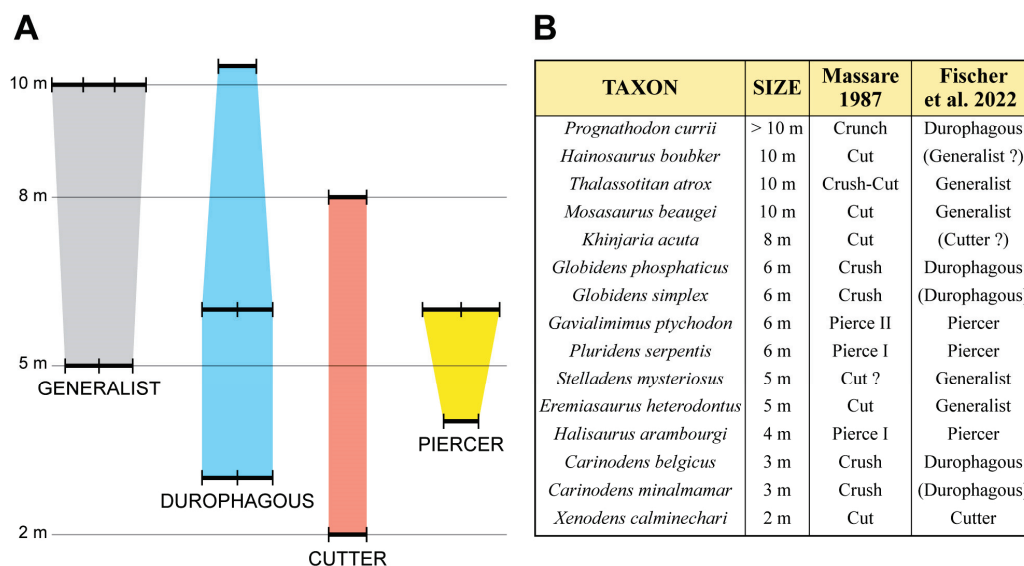 A
10 m
8 m
5 m
GENERALIST
PIERCER
DUROPHAGOUS
2 m
CUTTER
B
TAXON SIZE Massare 1987 Fischer et al. 2022
Prognathodon currii > 10 m Crunch Durophagous
Hainosaurus boubker 10 m Cut (Generalist ?)
Thalassotitan atrox 10 m Crush-Cut Generalist
Mosasaurus beaugei 10 m Cut Generalist
Khinjaria acuta 8 m Cut (Cutter ?)
Globidens phosphaticus 6 m Crush Durophagous
Globidens simplex 6 m Crush (Durophagous)
Gavialimimus ptychodon 6 m Pierce II Piercer
Pluridens serpentis 6 m Pierce I Piercer
Stelladens mysteriosus 5 m Cut ? Generalist
Eremiasaurus heterodontus 5 m Cut Generalist
Halisaurus arambourgi 4 m Pierce I Piercer
Carinodens belgicus 3 m Crush Durophagous
Carinodens minalmamar 3 m Crush (Durophagous)
Xenodens calminechari 2 m Cut Cutter